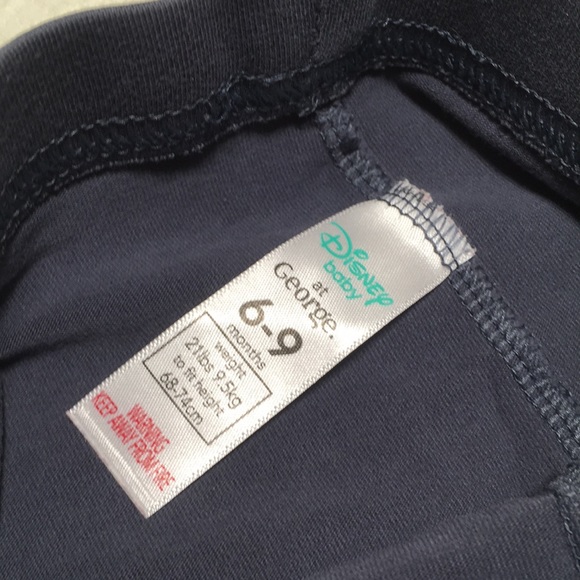 Disney
baby
at
George.
6-9
months
weight
21lbs 9.5kg
to fit height
68-74cm
WARNING
KEEP AWAY FROM FIRE